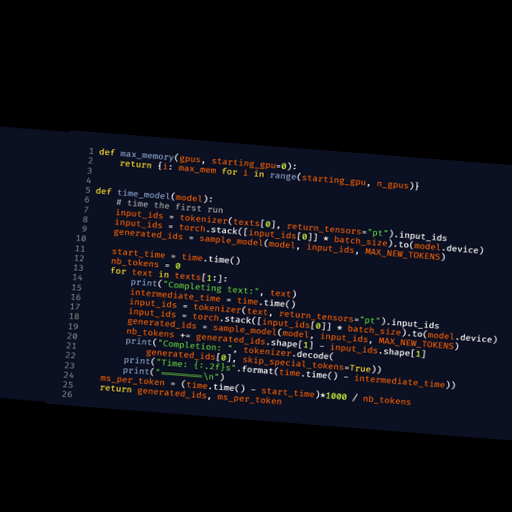 1 def max_memory(gpus, starting_gpu=0):
2     return {i: max_mem for i in range(starting_gpu, n_gpus)}
3
4
5 def time_model(model):
6     # time the first run
7     input_ids = tokenizer(texts[0], return_tensors="pt").input_ids
8     input_ids = torch.stack([input_ids[0]] * batch_size).to(model.device)
9     generated_ids = sample_model(model, input_ids, MAX_NEW_TOKENS)
10
11     start_time = time.time()
12     nb_tokens = 0
13     for text in texts[1:]:
14         print("Completing text:", text)
15         intermediate_time = time.time()
16         input_ids = tokenizer(text, return_tensors="pt").input_ids
17         input_ids = torch.stack([input_ids[0]] * batch_size).to(model.device)
18         generated_ids = sample_model(model, input_ids, MAX_NEW_TOKENS)
19         nb_tokens += generated_ids.shape[1] - input_ids.shape[1]
20         print("Completion: ", tokenizer.decode(
21             generated_ids[0], skip_special_tokens=True))
22         print("Time: {:.2f}s".format(time.time() - intermediate_time))
23         print("=========\n")
24     ms_per_token = (time.time() - start_time)*1000 / nb_tokens
25     return generated_ids, ms_per_token
26